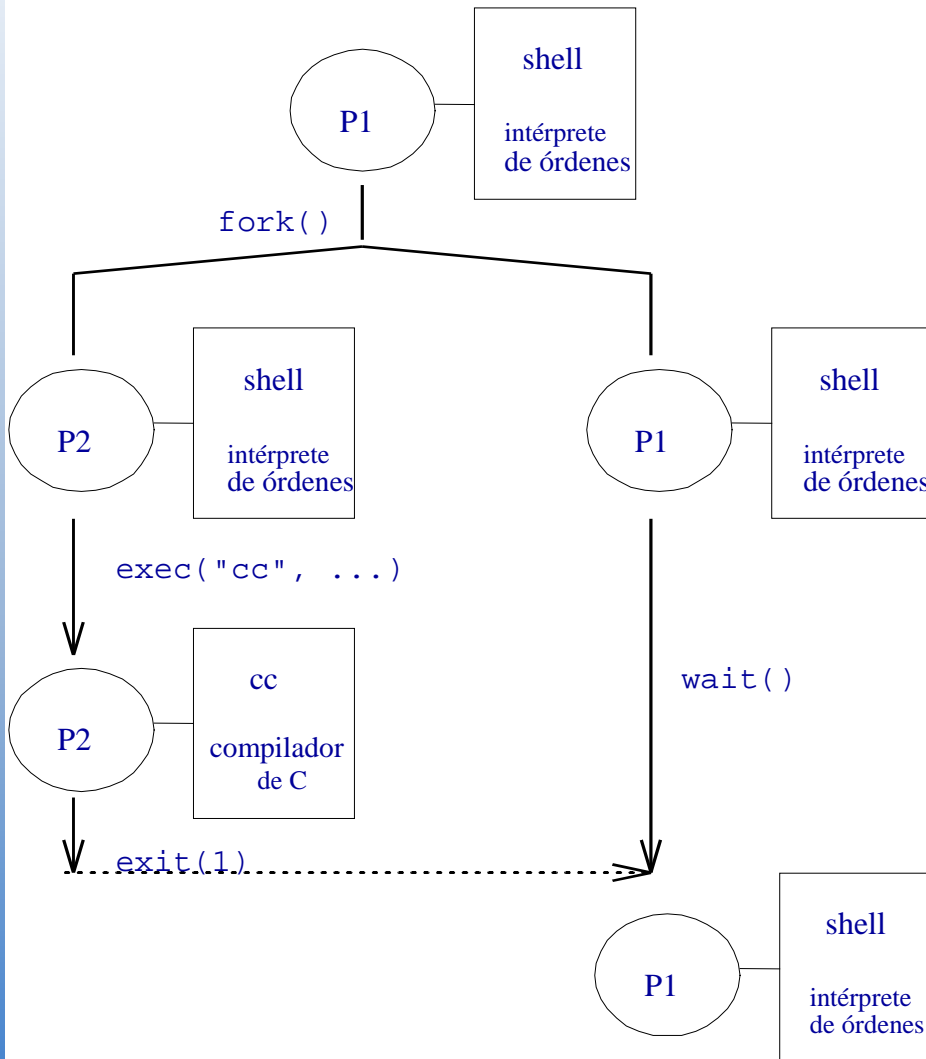 shell
P1
intérprete
de órdenes
fork()
shell
P2
intérprete
de órdenes
shell
P1
intérprete
de órdenes
exec("cc", ...)
cc
P2
compilador
de C
wait()
exit(1)
shell
P1
intérprete
de órdenes